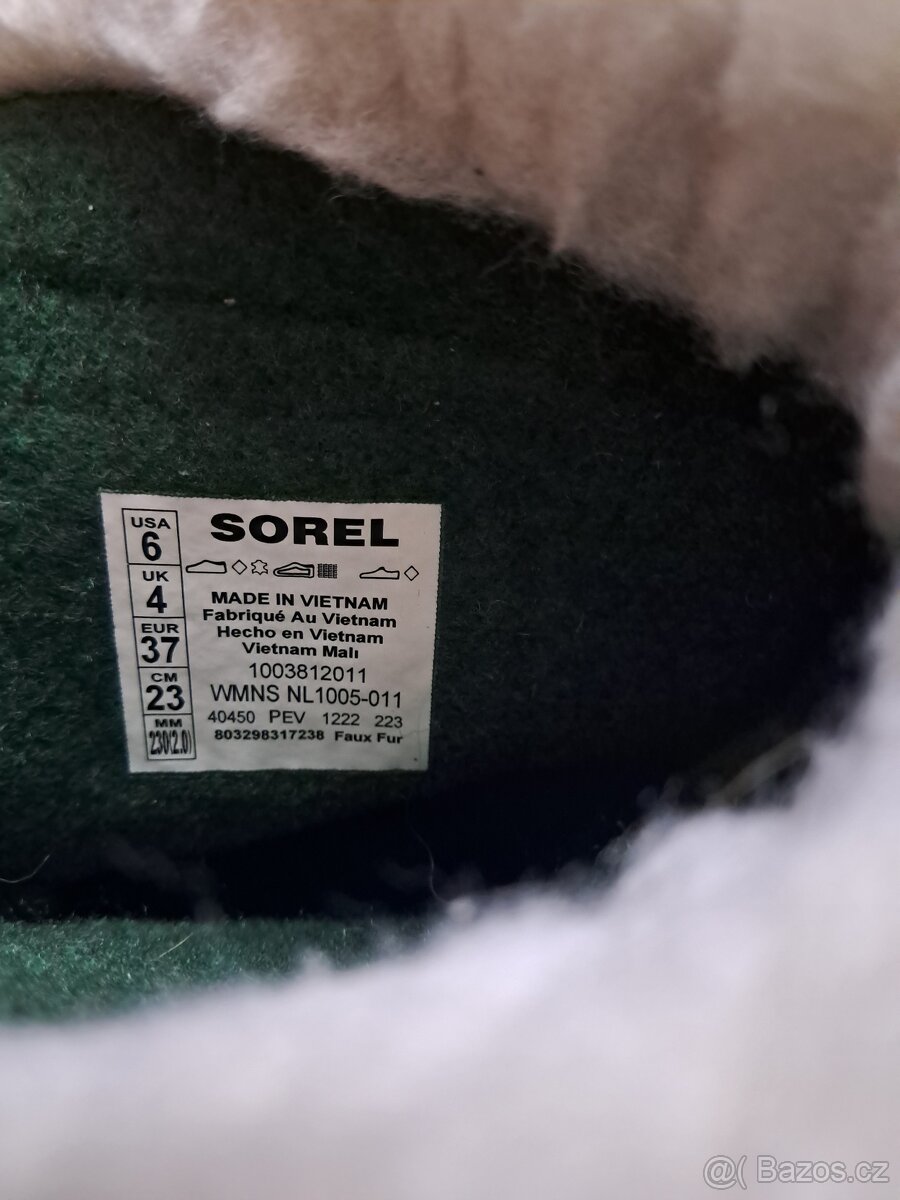 USA
6
UK
4
EUR
37
CM
23
MM
230(2.0)
SOREL
MADE IN VIETNAM
Fabriqué Au Vietnam
Hecho en Vietnam
Vietnam Malı
1003812011
WMNS NL1005-011
40450 PEV 1222 223
803298317238 Faux Fur
@( Bazos.cz